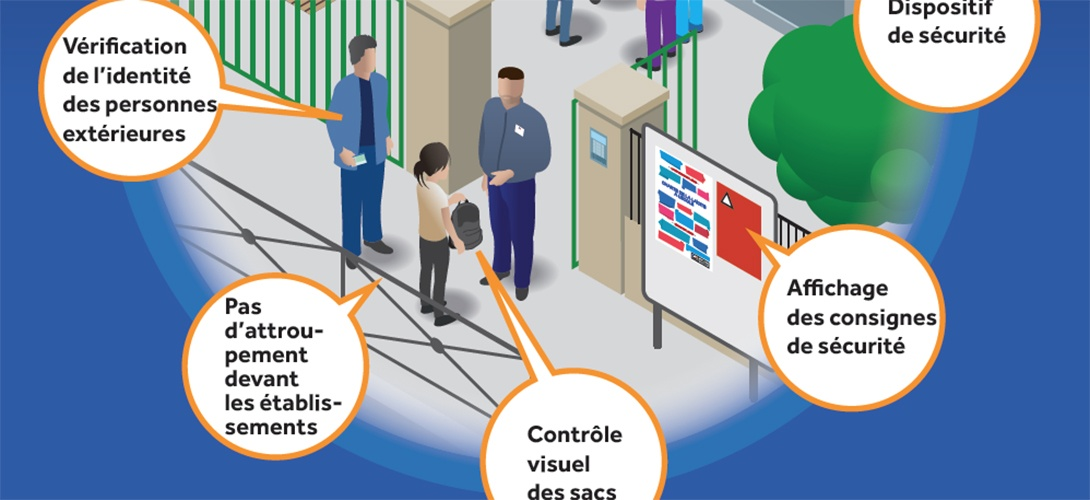 Vérification
de l'identité
des personnes
extérieures
Dispositif
de sécurité
Pas
d'attrou-
pement
devant
les établis-
sements
Affichage
des consignes
de sécurité
Contrôle
visuel
des sacs